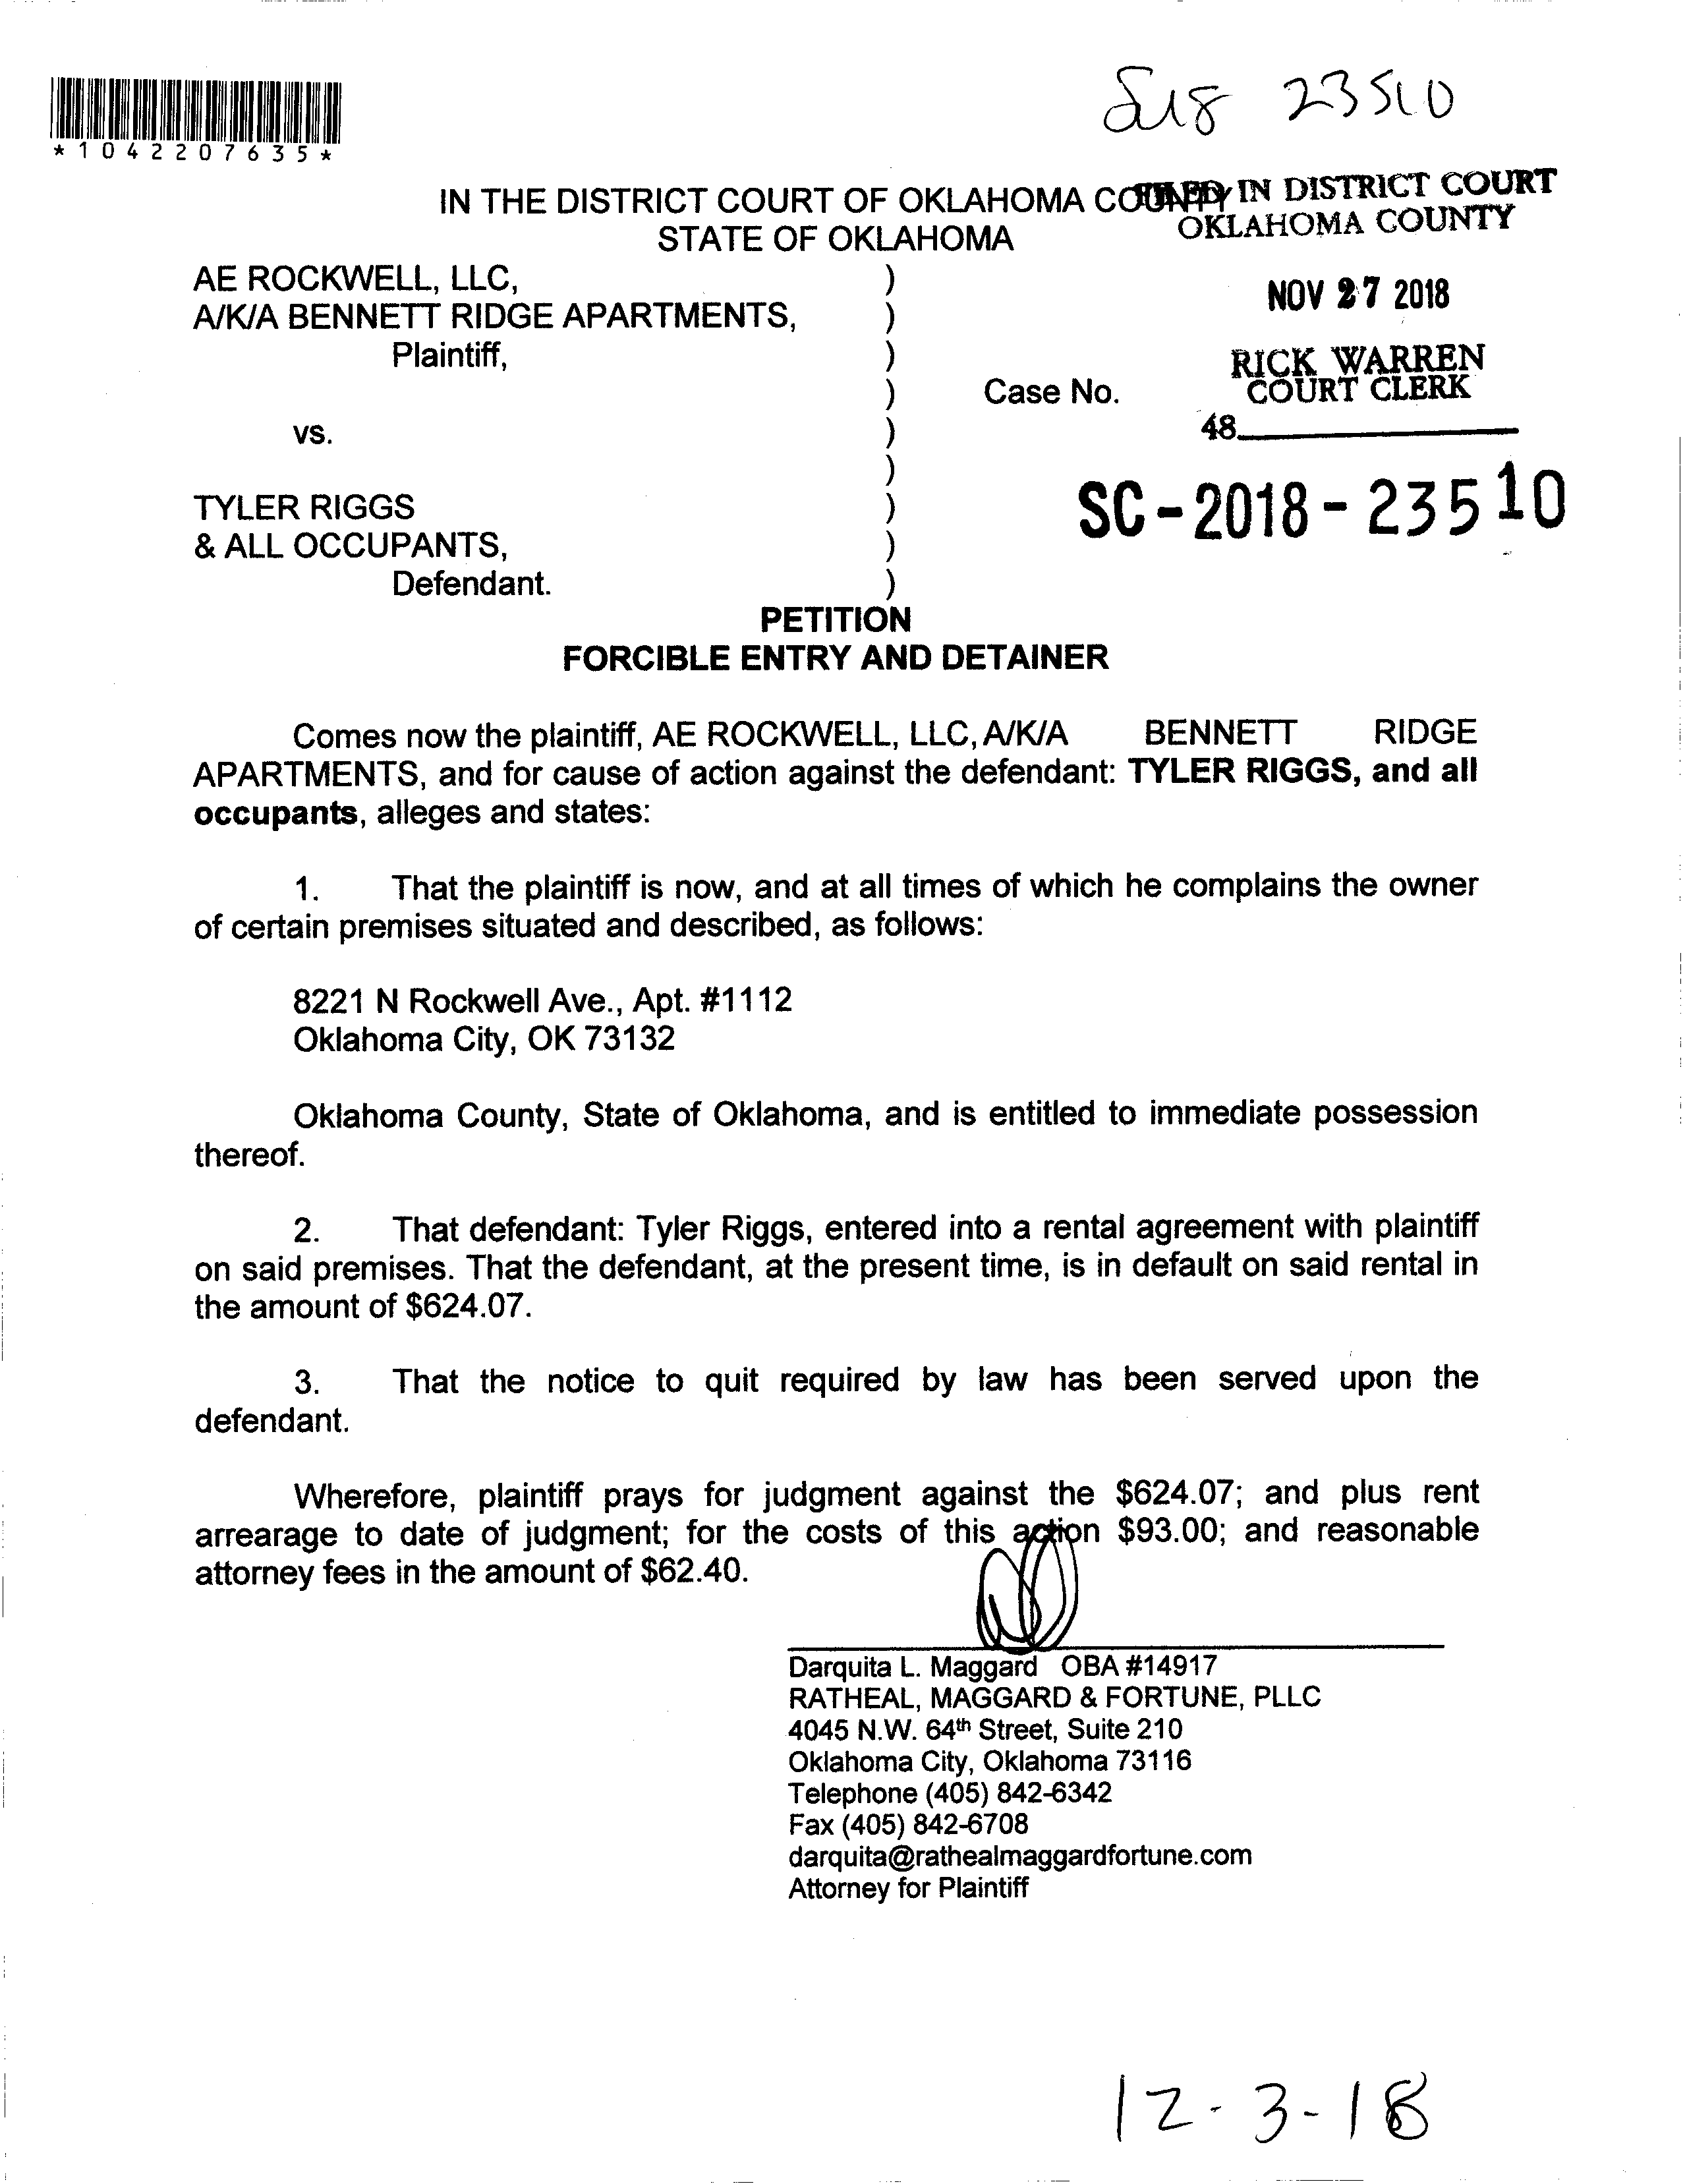 Su8 23510
*1042207635*
IN THE DISTRICT COURT OF OKLAHOMA COUNTY
FILED IN DISTRICT COURT
STATE OF OKLAHOMA
OKLAHOMA COUNTY
AE ROCKWELL, LLC, )
A/K/A BENNETT RIDGE APARTMENTS, )
NOV 27 2018
Plaintiff, )
RICK WARREN
) Case No.
COURT CLERK
vs. )
48
)
TYLER RIGGS )
SC-2018-23510
& ALL OCCUPANTS, )
Defendant. )
PETITION
FORCIBLE ENTRY AND DETAINER
Comes now the plaintiff, AE ROCKWELL, LLC, A/K/A BENNETT RIDGE
APARTMENTS, and for cause of action against the defendant: TYLER RIGGS, and all
occupants, alleges and states:
1. That the plaintiff is now, and at all times of which he complains the owner
of certain premises situated and described, as follows:
8221 N Rockwell Ave., Apt. #1112
Oklahoma City, OK 73132
Oklahoma County, State of Oklahoma, and is entitled to immediate possession
thereof.
2. That defendant: Tyler Riggs, entered into a rental agreement with plaintiff
on said premises. That the defendant, at the present time, is in default on said rental in
the amount of $624.07.
3. That the notice to quit required by law has been served upon the
defendant.
Wherefore, plaintiff prays for judgment against the $624.07; and plus rent
arrearage to date of judgment; for the costs of this action $93.00; and reasonable
attorney fees in the amount of $62.40.
Darquita L. Maggard OBA #14917
RATHEAL, MAGGARD & FORTUNE, PLLC
4045 N.W. 64th Street, Suite 210
Oklahoma City, Oklahoma 73116
Telephone (405) 842-6342
Fax (405) 842-6708
darquita@rathealmaggardfortune.com
Attorney for Plaintiff
12-3-18